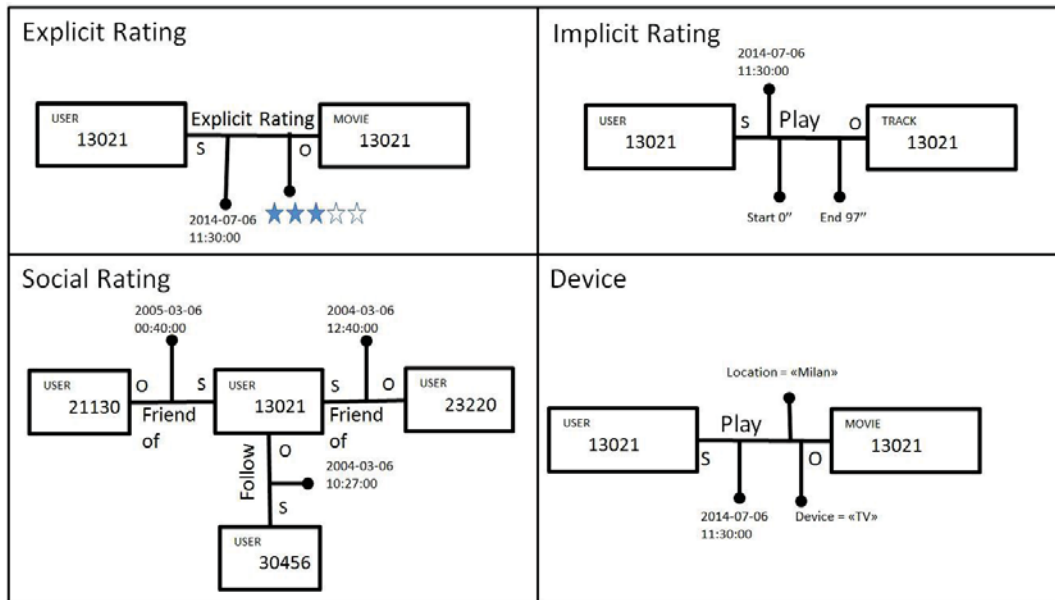 Explicit Rating
USER
13021
Explicit Rating
S
O
MOVIE
13021
2014-07-06
11:30:00
Implicit Rating
2014-07-06
11:30:00
USER
13021
S
Play
O
TRACK
13021
Start 0”
End 97”
Social Rating
2005-03-06
00:40:00
2004-03-06
12:40:00
USER
21130
O
S
Friend
of
USER
13021
S
O
Friend
of
USER
23220
Follow
O
2004-03-06
10:27:00
S
USER
30456
Device
Location = «Milan»
USER
13021
Play
S
O
MOVIE
13021
2014-07-06
11:30:00
Device = «TV»